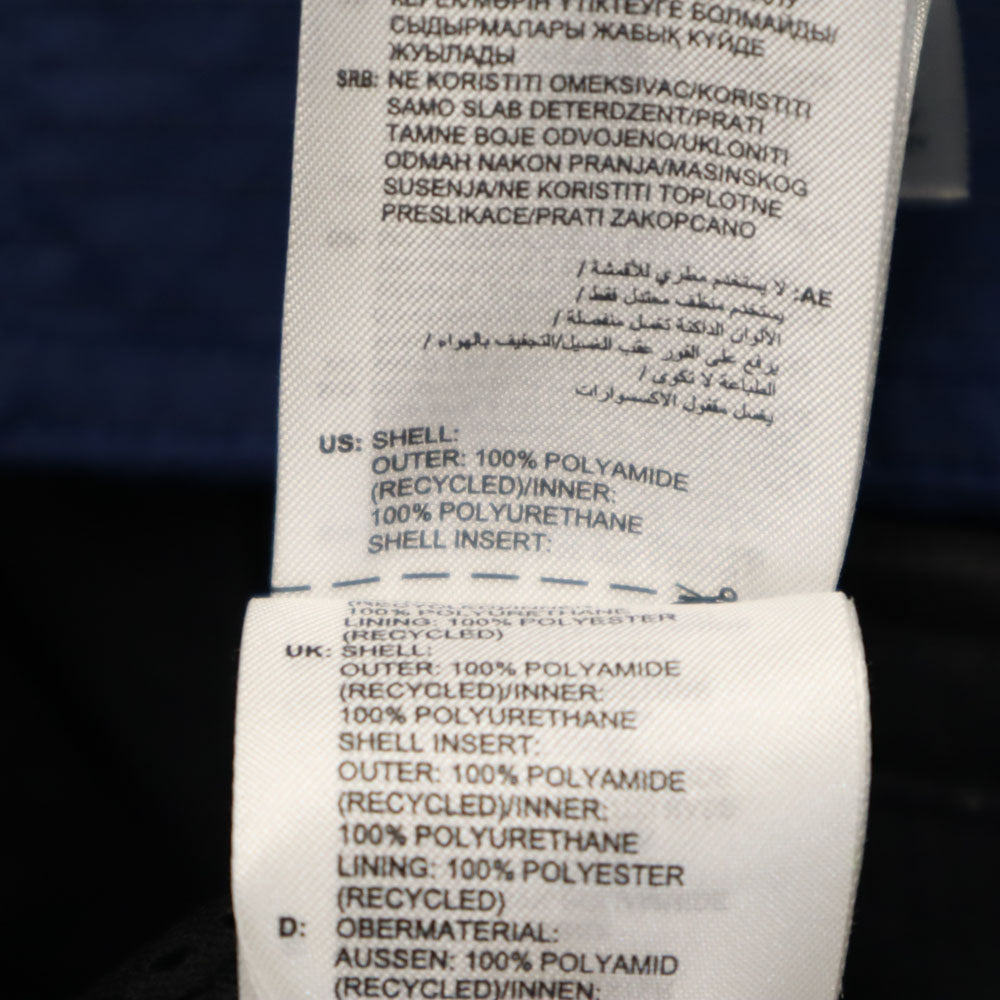 КЕРЕК/МӨРІН ҮТІКТЕУГЕ БОЛМАЙДЫ/
СЫДЫРМАЛАРЫ ЖАБЫҚ КҮЙДЕ
ЖУЫЛАДЫ
SRB: NE KORISTITI OMEKSIVAC/KORISTITI
SAMO SLAB DETERDZENT/PRATI
TAMNE BOJE ODVOJENO/UKLONITI
ODMAH NAKON PRANJA/MASINSKOG
SUSENJA/NE KORISTITI TOPLOTNE
PRESLIKACE/PRATI ZAKOPCANO
AE: لا يستخدم مطري للأقمشة /
يستخدم منظف معتدل فقط /
الألوان الداكنة تغسل منفصلة /
يرفع على الفور عقب الغسيل/التجفيف بالهواء /
الطباعة لا تكوى /
يغسل مقفول الاكسسوارات
US: SHELL:
OUTER: 100% POLYAMIDE
(RECYCLED)/INNER:
100% POLYURETHANE
SHELL INSERT:
100% POLYURETHANE
LINING: 100% POLYESTER
(RECYCLED)
UK: SHELL:
OUTER: 100% POLYAMIDE
(RECYCLED)/INNER:
100% POLYURETHANE
SHELL INSERT:
OUTER: 100% POLYAMIDE
(RECYCLED)/INNER:
100% POLYURETHANE
LINING: 100% POLYESTER
(RECYCLED)
D: OBERMATERIAL:
AUSSEN: 100% POLYAMID
(RECYCLED)/INNEN: